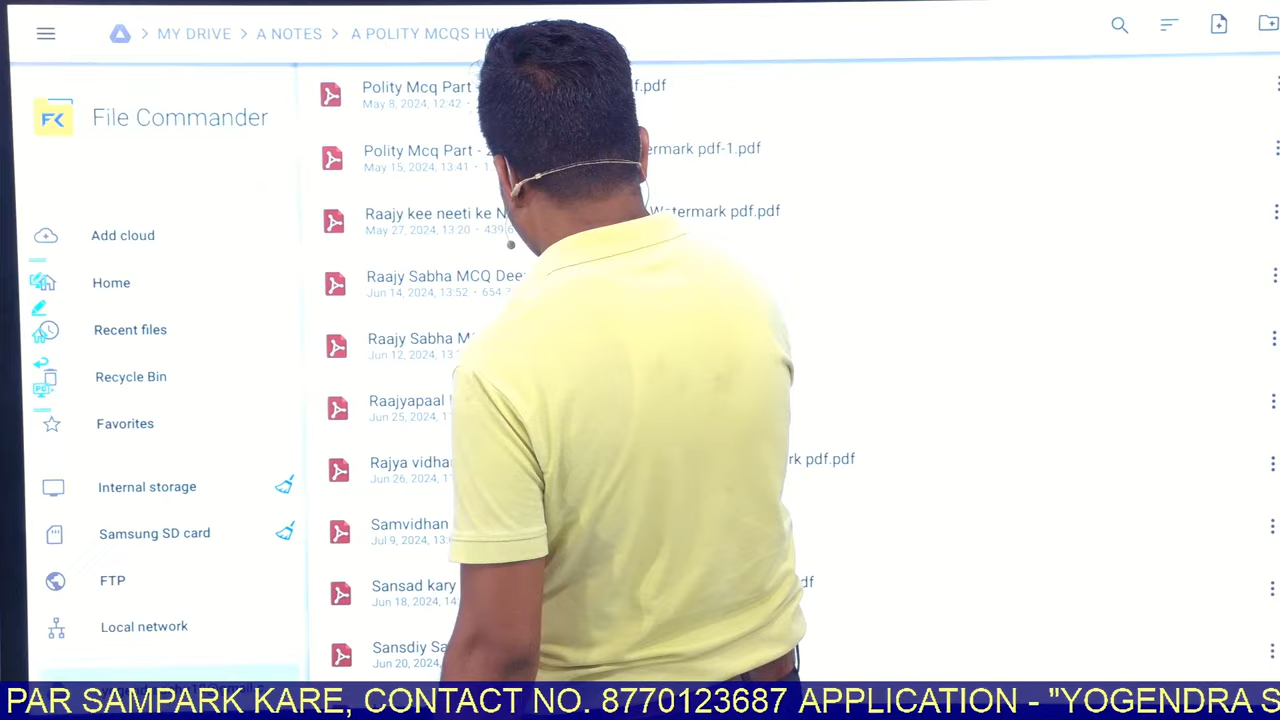 MY DRIVE > A NOTES > A POLITY MCQS HW
File Commander
Add cloud
Home
Recent files
Recycle Bin
Favorites
Internal storage
Samsung SD card
FTP
Local network
Polity Mcq Part
May 8, 2024, 12:42
Polity Mcq Part - ermark pdf-1.pdf
May 15, 2024, 13:41
Raajy kee neeti ke Watermark pdf.pdf
May 27, 2024, 13:20
Raajy Sabha MCQ
Jun 14, 2024, 13:52
Raajy Sabha
Jun 12, 2024,
Raajyapaal
Jun 25, 2024,
Rajya vidha rk pdf.pdf
Jun 26, 2024,
Samvidhan
Jul 9, 2024,
Sansad kary
Jun 18, 2024,
Sansdiy
Jun 20, 2024,
PAR SAMPARK KARE, CONTACT NO. 8770123687 APPLICATION - "YOGENDRA